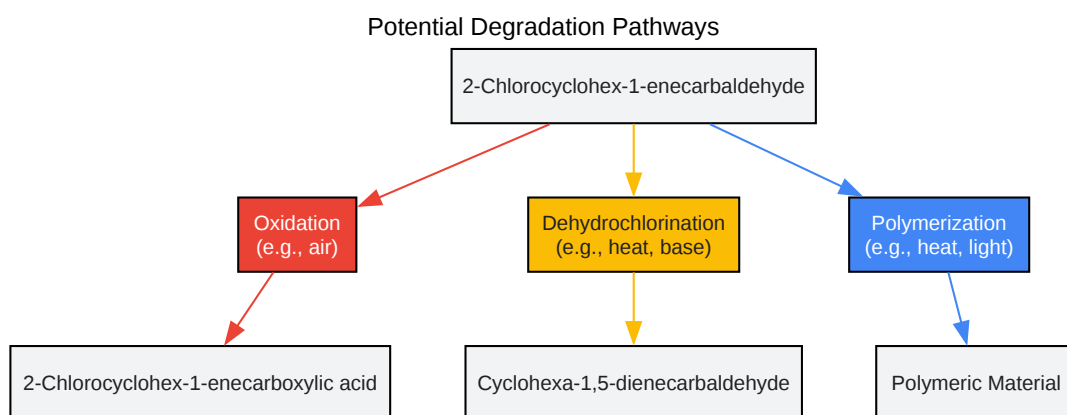 Potential Degradation Pathways
2-Chlorocyclohex-1-enecarbaldehyde
Oxidation
(e.g., air)
Dehydrochlorination
(e.g., heat, base)
Polymerization
(e.g., heat, light)
2-Chlorocyclohex-1-enecarboxylic acid
Cyclohexa-1,5-dienecarbaldehyde
Polymeric Material